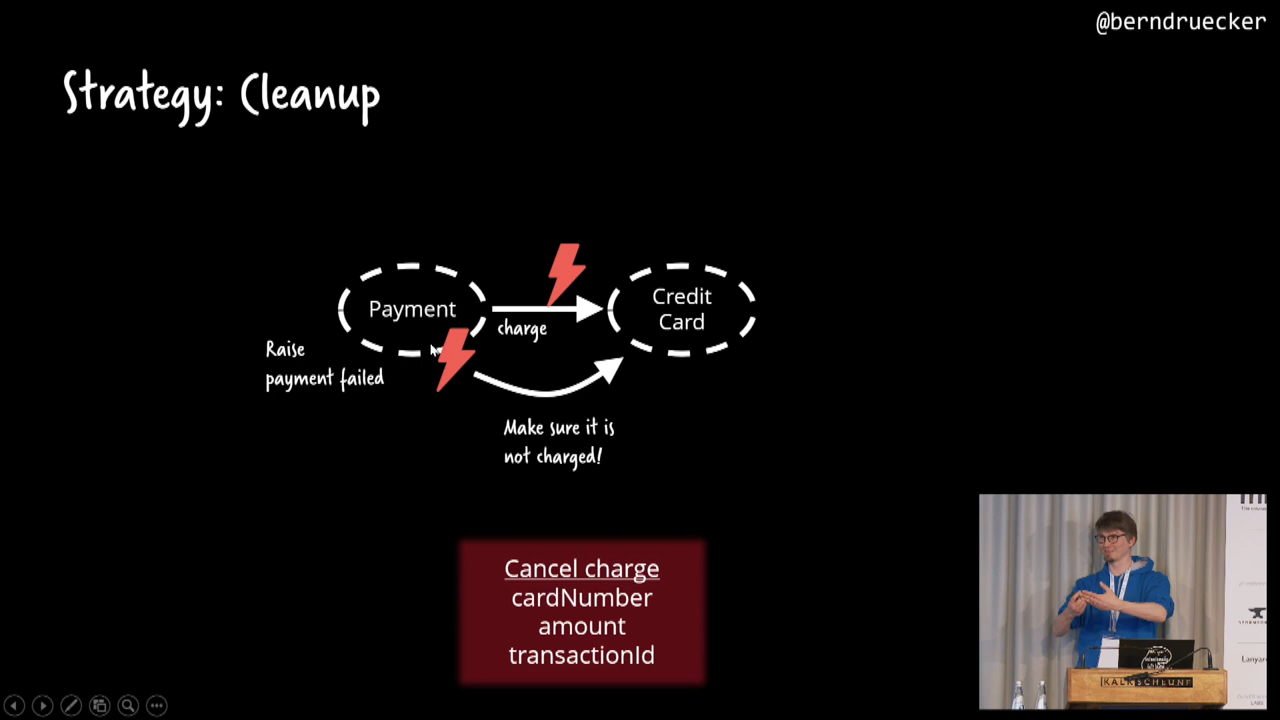 @berndruecker
Strategy: Cleanup
Payment
charge
Credit
Card
Raise
payment failed
Make sure it is
not charged!
Cancel charge
cardNumber
amount
transactionId
KALKSCHEUNE
Lanyard